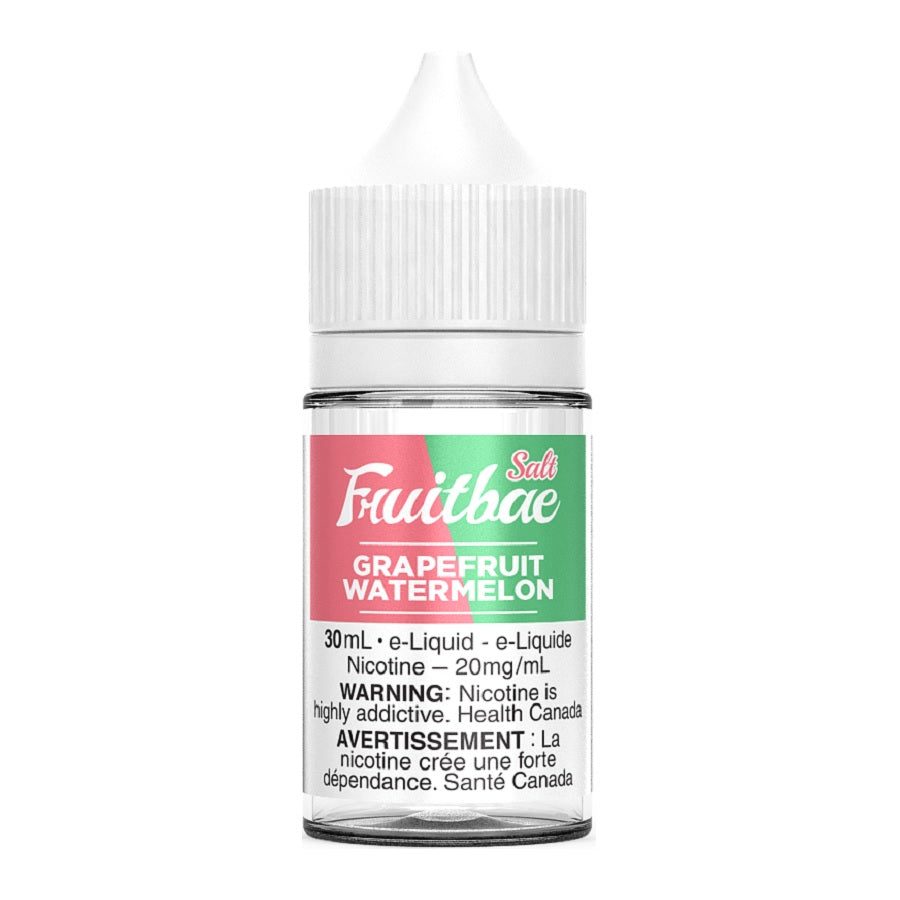 Salt
Fruitbae
GRAPEFRUIT
WATERMELON
30mL • e-Liquid - e-Liquide
Nicotine – 20mg/mL
WARNING: Nicotine is
highly addictive. Health Canada
AVERTISSEMENT : La
nicotine crée une forte
dépendance. Santé Canada